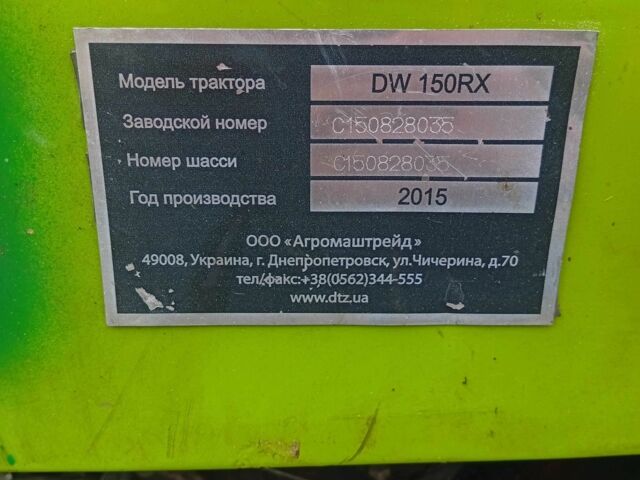 Модель трактора DW 150RX
Заводской номер C150828035
Номер шасси C150828035
Год производства 2015
ООО «Агромаштрейд»
49008, Украина, г. Днепропетровск, ул.Чичерина, д.70
тел/факс:+38(0562)344-555
www.dtz.ua